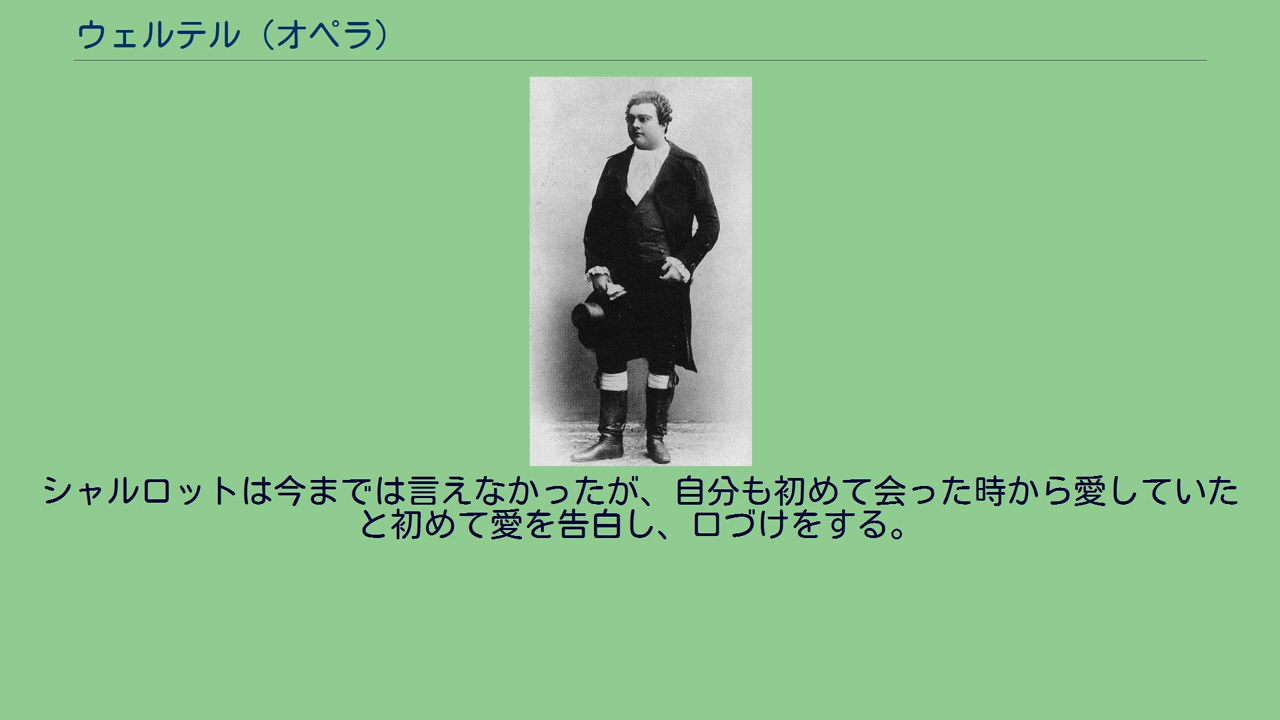 ウェルテル（オペラ）
シャルロットは今までは言えなかったが、自分も初めて会った時から愛していた
と初めて愛を告白し、口づけをする。